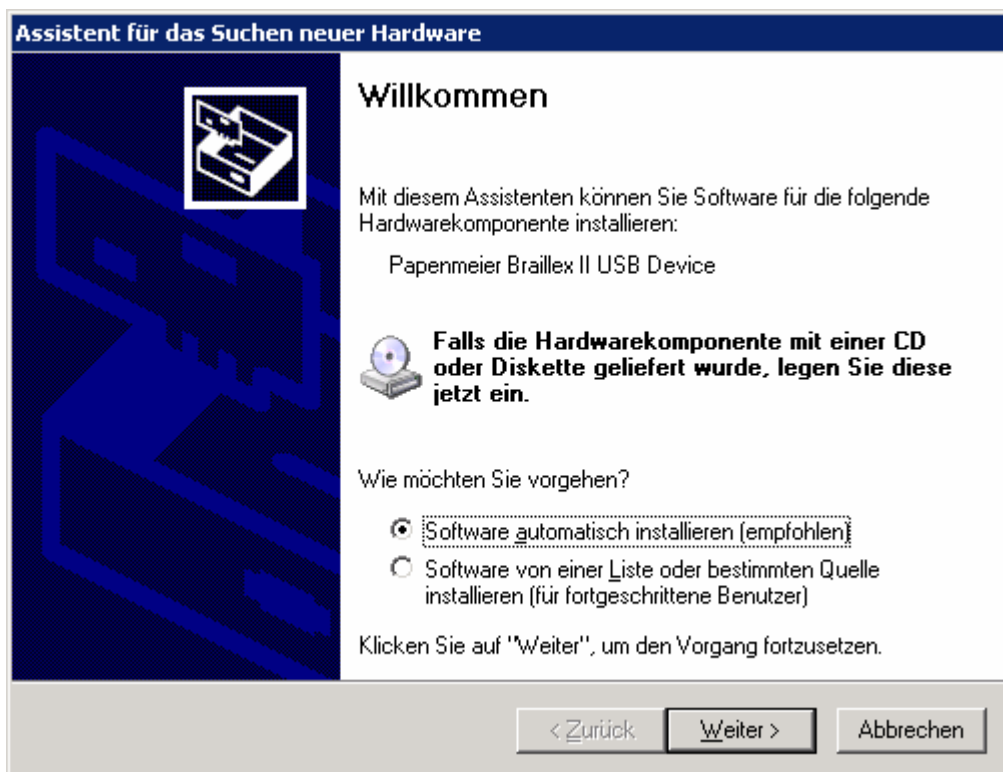 Assistent für das Suchen neuer Hardware
Willkommen
Mit diesem Assistenten können Sie Software für die folgende
Hardwarekomponente installieren:
Papenmeier Braillex II USB Device
Falls die Hardwarekomponente mit einer CD
oder Diskette geliefert wurde, legen Sie diese
jetzt ein.
Wie möchten Sie vorgehen?
Software automatisch installieren (empfohlen)
Software von einer Liste oder bestimmten Quelle
installieren (für fortgeschrittene Benutzer)
Klicken Sie auf "Weiter", um den Vorgang fortzusetzen.
< Zurück Weiter > Abbrechen